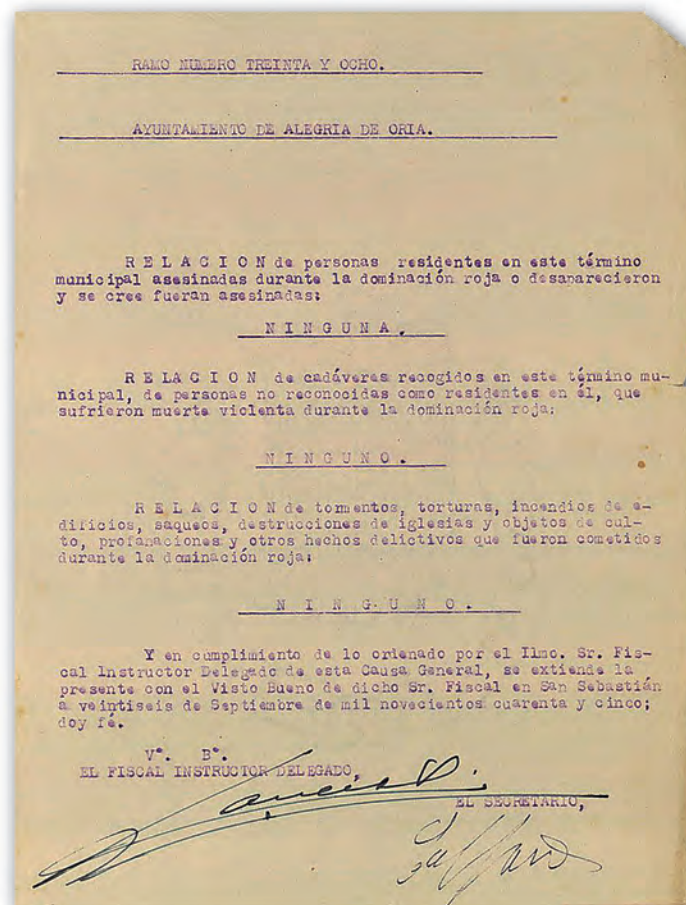 RAMO NUMERO TREINTA Y OCHO.
AYUNTAMIENTO DE ALEGRIA DE ORIA.
R E L A C I O N de personas residentes en este término
municipal asesinadas durante la dominación roja o desaparecieron
y se cree fueran asesinadas:
N I N G U N A .
R E L A C I O N de cadáveres recogidos en este término mu-
nicipal, de personas no reconocidas como residentes en él, que
sufrieron muerte violenta durante la dominación roja:
N I N G U N O .
R E L A C I O N de tormentos, torturas, incendios de e-
dificios, saqueos, destrucciones de iglesias y objetos de cul-
to, profanaciones y otros hechos delictivos que fueron cometidos
durante la dominación roja:
N I N G U N O .
Y en cumplimiento de lo ordenado por el Ilmo. Sr. Fis-
cal Instructor Delegado de esta Causa General, se extiende la
presente con el Visto Bueno de dicho Sr. Fiscal en San Sebastián
a veintiseis de Septiembre de mil novecientos cuarenta y cinco;
doy fé.
Vº. Bº.
EL FISCAL INSTRUCTOR DELEGADO,
EL SECRETARIO,